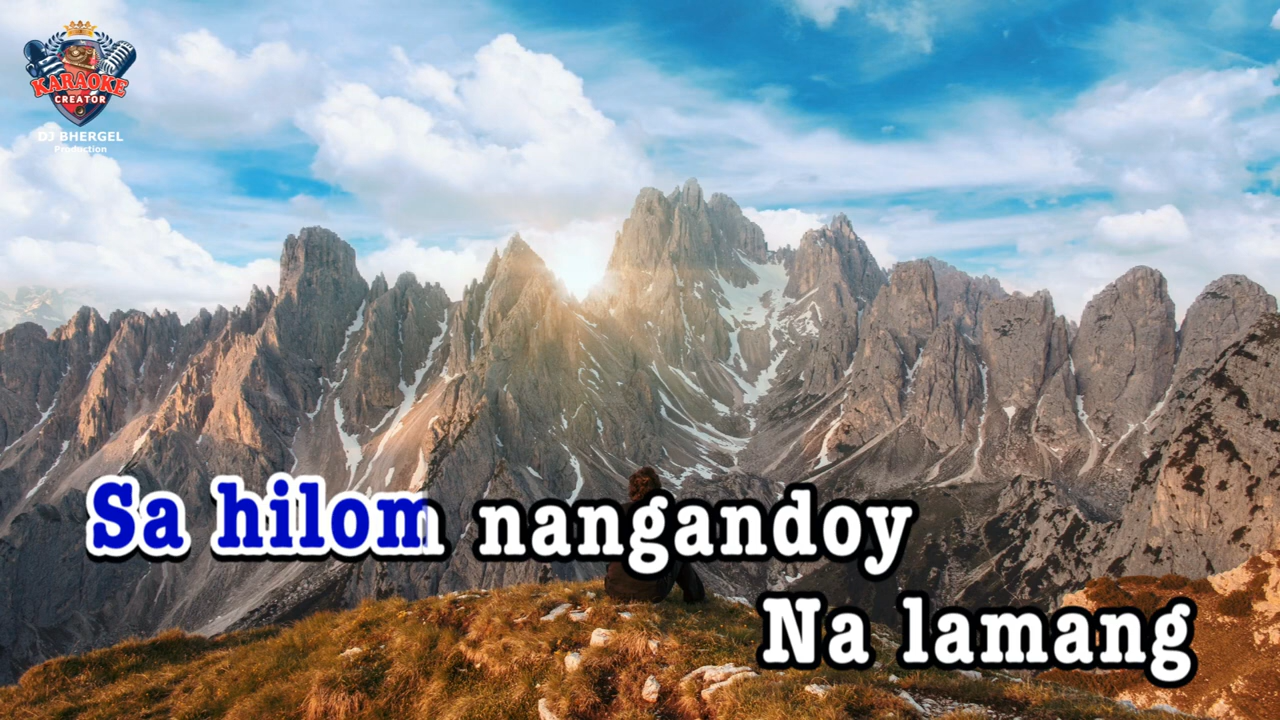 KARAOKE
CREATOR
DJ BHERGEL
Production
Sa hilom nangandoy
Na lamang